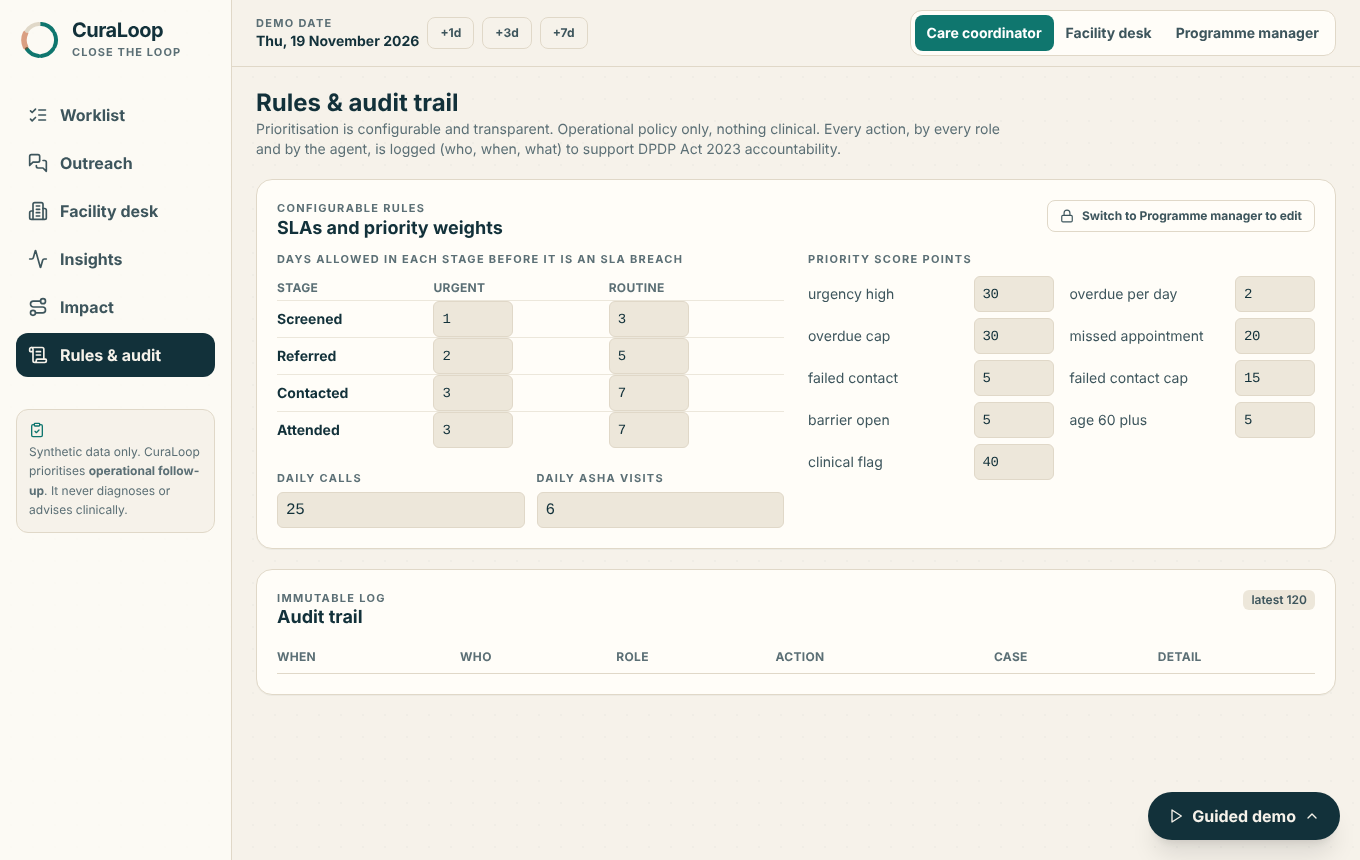 CuraLoop
CLOSE THE LOOP
Worklist
Outreach
Facility desk
Insights
Impact
Rules & audit
Synthetic data only. CuraLoop
prioritises operational follow-
up. It never diagnoses or
advises clinically.
DEMO DATE
Thu, 19 November 2026
+1d
+3d
+7d
Care coordinator
Facility desk
Programme manager
Rules & audit trail
Prioritisation is configurable and transparent. Operational policy only, nothing clinical. Every action, by every role
and by the agent, is logged (who, when, what) to support DPDP Act 2023 accountability.
CONFIGURABLE RULES
SLAs and priority weights
Switch to Programme manager to edit
DAYS ALLOWED IN EACH STAGE BEFORE IT IS AN SLA BREACH
STAGE URGENT ROUTINE
Screened 1 3
Referred 2 5
Contacted 3 7
Attended 3 7
DAILY CALLS
25
DAILY ASHA VISITS
6
PRIORITY SCORE POINTS
urgency high 30 overdue per day 2
overdue cap 30 missed appointment 20
failed contact 5 failed contact cap 15
barrier open 5 age 60 plus 5
clinical flag 40
IMMUTABLE LOG
Audit trail
latest 120
WHEN WHO ROLE ACTION CASE DETAIL
Guided demo